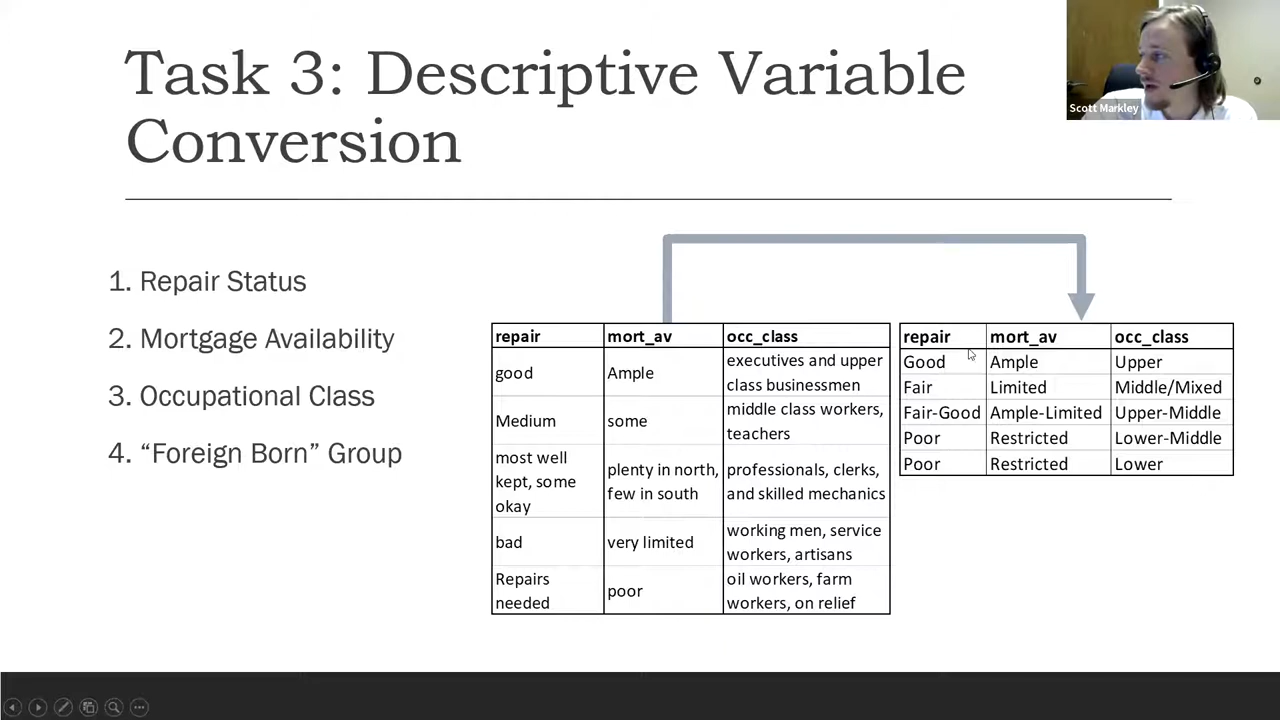 Task 3: Descriptive Variable
Conversion
Scott Markley
1. Repair Status
2. Mortgage Availability
3. Occupational Class
4. “Foreign Born” Group
repair mort_av occ_class
good Ample executives and upper
class businessmen
Medium some middle class workers,
teachers
most well
kept, some
okay plenty in north,
few in south professionals, clerks,
and skilled mechanics
bad very limited working men, service
workers, artisans
Repairs
needed poor oil workers, farm
workers, on relief
repair mort_av occ_class
Good Ample Upper
Fair Limited Middle/Mixed
Fair-Good Ample-Limited Upper-Middle
Poor Restricted Lower-Middle
Poor Restricted Lower